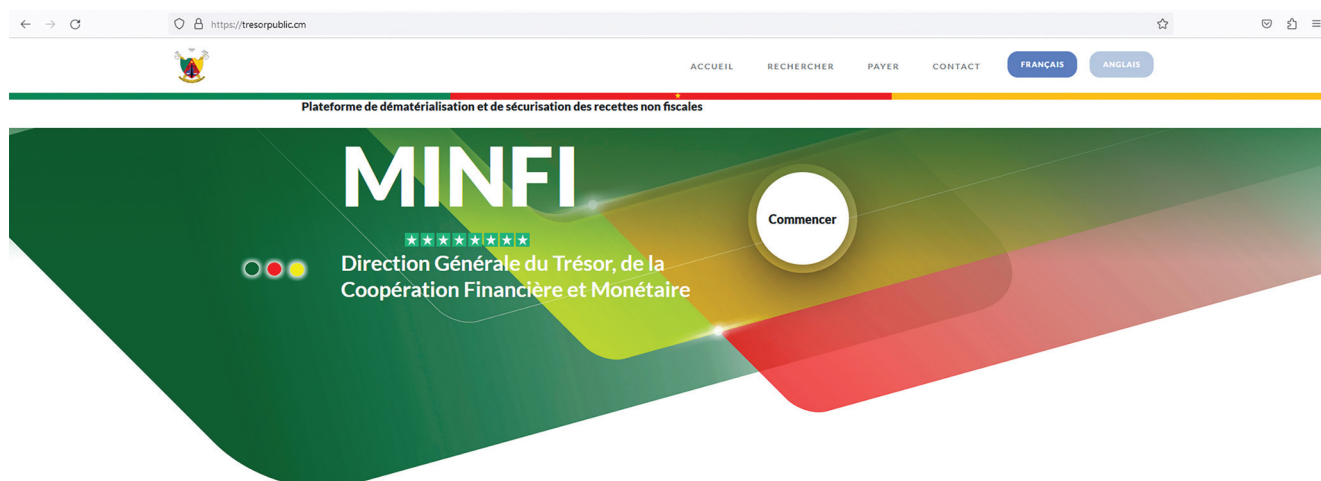 https://tresorpublic.cm
ACCUEIL RECHERCHER PAYER CONTACT FRANÇAIS ANGLAIS
Plateforme de dématérialisation et de sécurisation des recettes non fiscales
MINFI
Commencer
Direction Générale du Trésor, de la
Coopération Financière et Monétaire